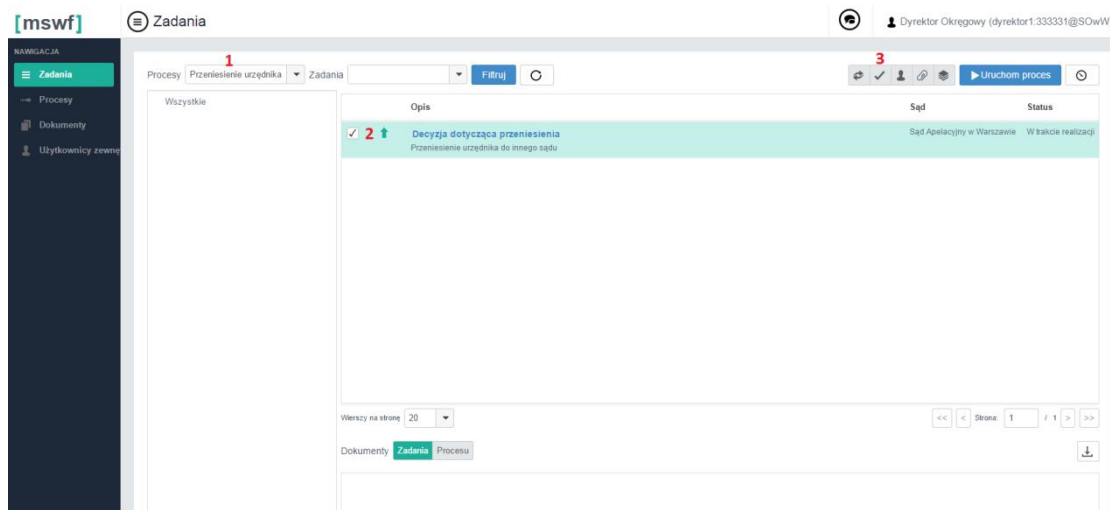 [mswf]
Zadania
Dyrektor Okręgowy (dyrektor1:333331@SOwW
NAWIGACJA
Zadania
Procesy
Dokumenty
Użytkownicy zewnę
1
3
Procesy Przeniesienie urzędnika Zadania Filtruj Uruchom proces
Wszystkie
Opis Sąd Status
2 Decyzja dotycząca przeniesienia Sąd Apelacyjny w Warszawie W trakcie realizacji
Przeniesienie urzędnika do innego sądu
Wierszy na stronę 20 << < Strona: 1 / 1 > >>
Dokumenty Zadania Procesu